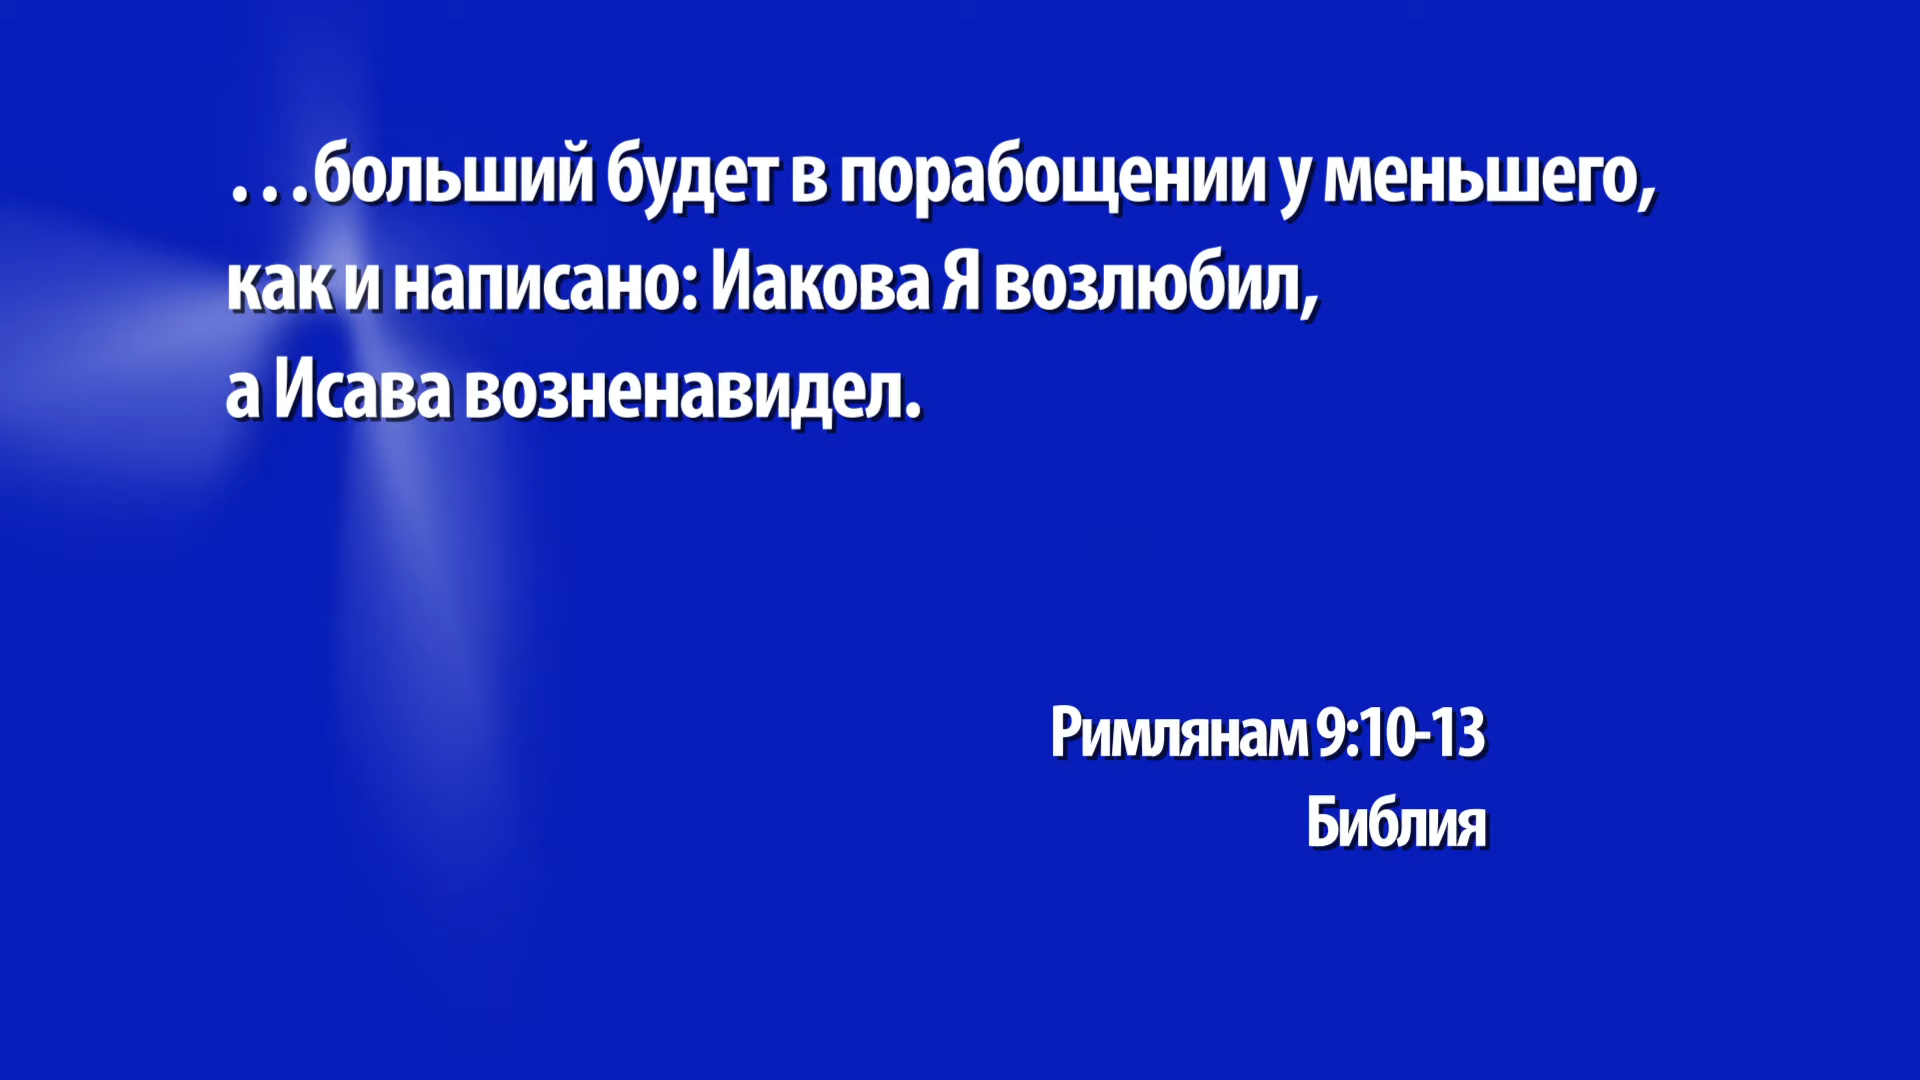 ...больший будет в порабощении у меньшего,
как и написано: Иакова Я возлюбил,
а Исава возненавидел.
Римлянам 9:10-13
Библия